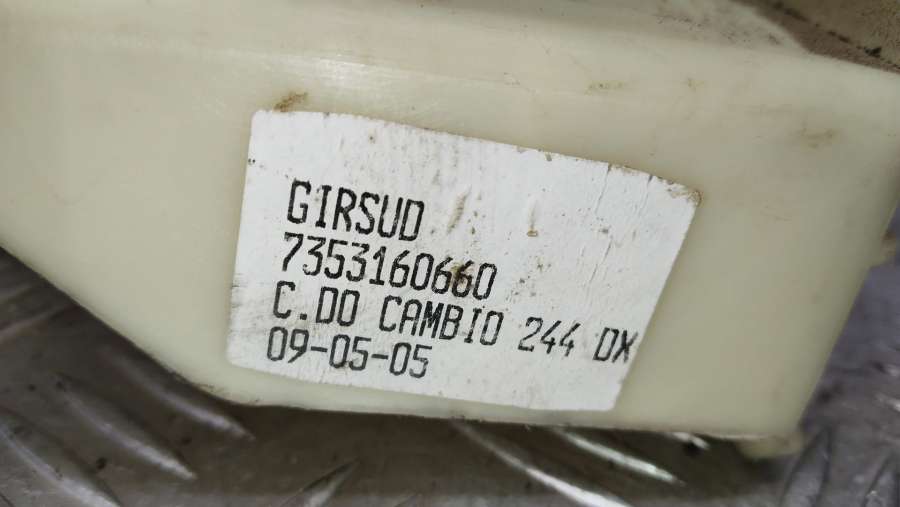 GIRSUD
7353160660
C.DO CAMBIO 244 DX
09-05-05